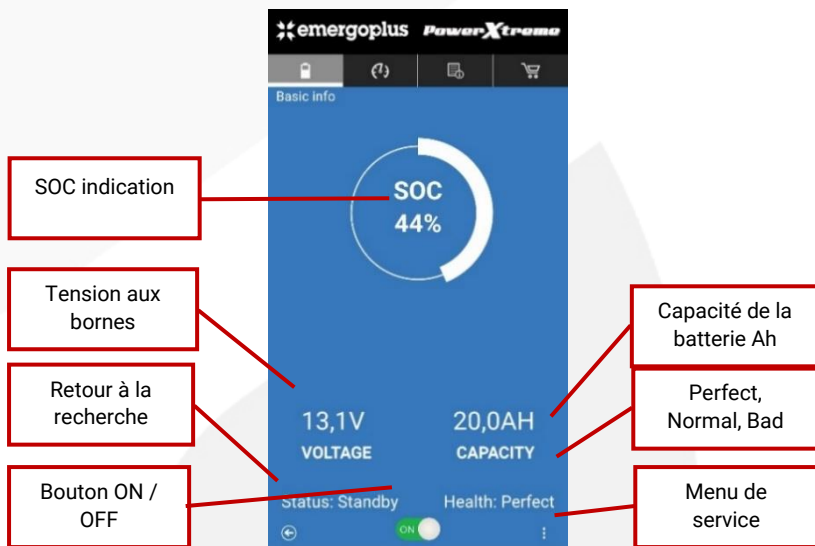 emergoplus PowerXtreme
Basic info
SOC indication
SOC
44%
Tension aux
bornes
Capacité de la
batterie Ah
Retour à la
recherche
Perfect,
Normal, Bad
13,1V
VOLTAGE
20,0AH
CAPACITY
Bouton ON /
OFF
Status: Standby
Health: Perfect
ON
Menu de
service